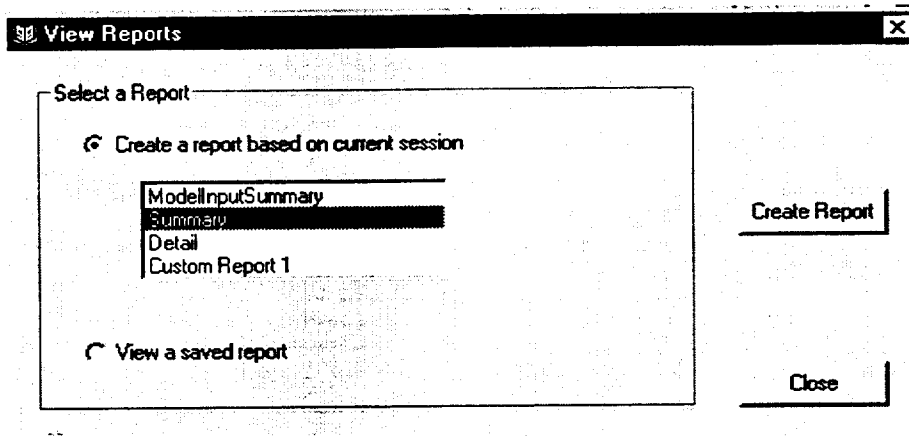 View Reports
Select a Report
Create a report based on current session
ModelInputSummary
Summary
Detail
Custom Report 1
Create Report
View a saved report
Close